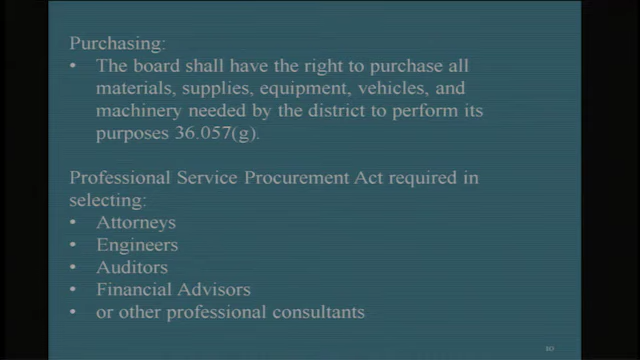 Purchasing:
• The board shall have the right to purchase all
materials, supplies, equipment, vehicles, and
machinery needed by the district to perform its
purposes 36.057(g).
Professional Service Procurement Act required in
selecting:
• Attorneys
• Engineers
• Auditors
• Financial Advisors
• or other professional consultants